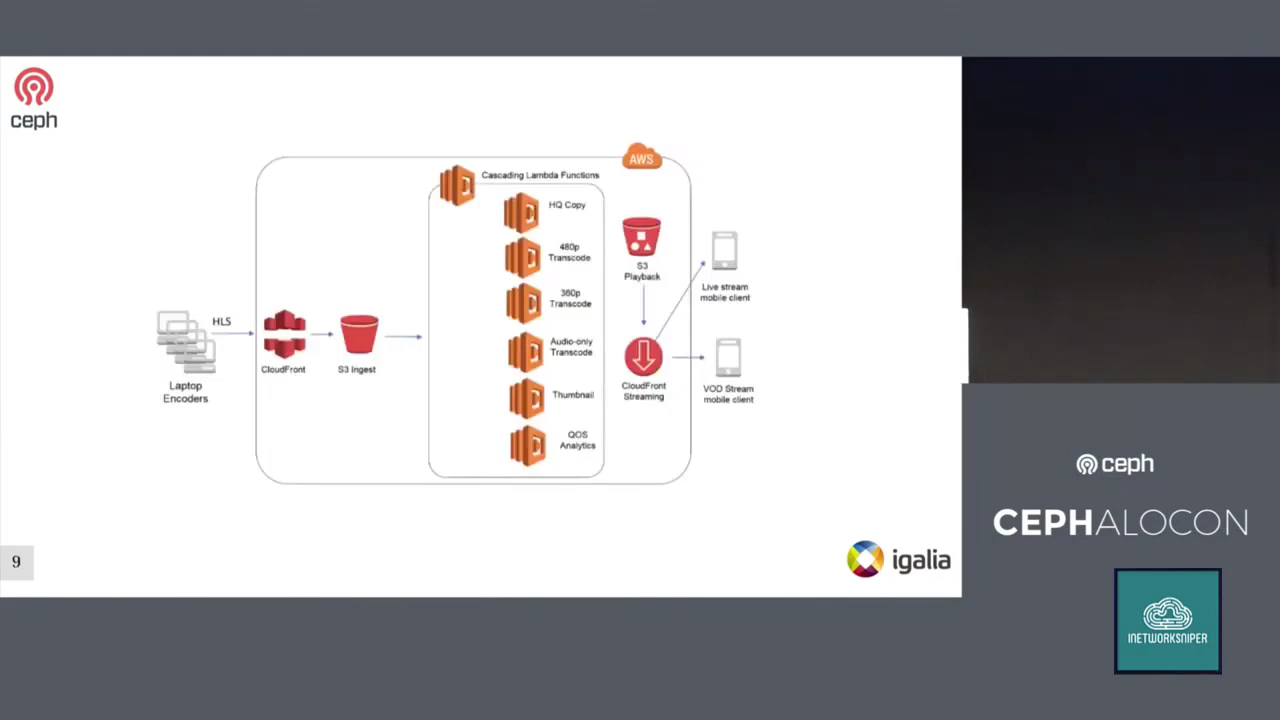 ceph
AWS
Cascading Lambda Functions
HQ Copy
480p
Transcode
360p
Transcode
Audio-only
Transcode
Thumbnail
QOS
Analytics
HLS
Laptop
Encoders
CloudFront
S3 Ingest
S3
Playback
CloudFront
Streaming
Live stream
mobile client
VOD Stream
mobile client
9
igalia
ceph
CEPHALOCON
INETWORKSNIPER